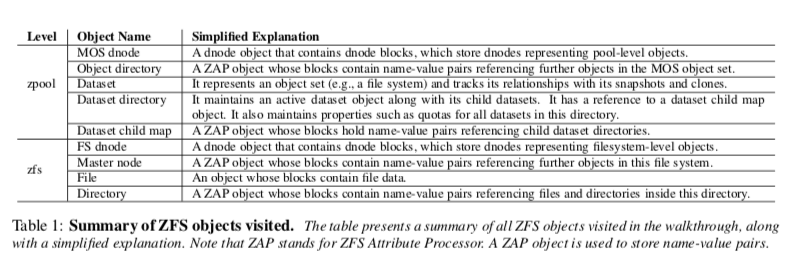 Level Object Name Simplified Explanation
MOS dnode A dnode object that contains dnode blocks, which store dnodes representing pool-level objects.
Object directory A ZAP object whose blocks contain name-value pairs referencing further objects in the MOS object set.
zpool Dataset It represents an object set (e.g., a file system) and tracks its relationships with its snapshots and clones.
Dataset directory It maintains an active dataset object along with its child datasets. It has a reference to a dataset child map
object. It also maintains properties such as quotas for all datasets in this directory.
Dataset child map A ZAP object whose blocks hold name-value pairs referencing child dataset directories.
FS dnode A dnode object that contains dnode blocks, which store dnodes representing filesystem-level objects.
zfs Master node A ZAP object whose blocks contain name-value pairs referencing further objects in this file system.
File An object whose blocks contain file data.
Directory A ZAP object whose blocks contain name-value pairs referencing files and directories inside this directory.
Table 1: Summary of ZFS objects visited. The table presents a summary of all ZFS objects visited in the walkthrough, along
with a simplified explanation. Note that ZAP stands for ZFS Attribute Processor. A ZAP object is used to store name-value pairs.